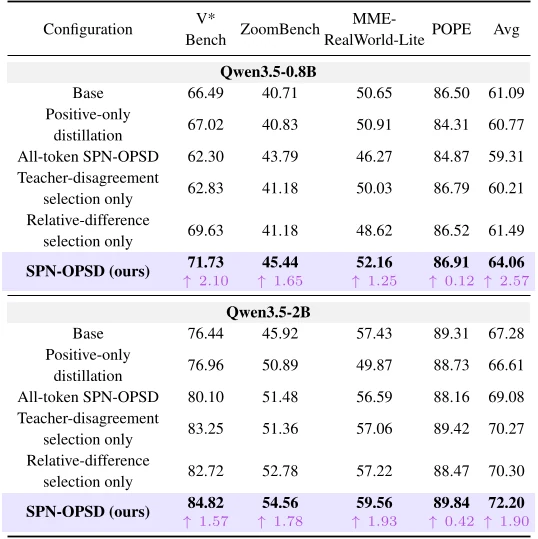 Configuration V* Bench ZoomBench MME-RealWorld-Lite POPE Avg
Qwen3.5-0.8B
Base 66.49 40.71 50.65 86.50 61.09
Positive-only distillation 67.02 40.83 50.91 84.31 60.77
All-token SPN-OPSD 62.30 43.79 46.27 84.87 59.31
Teacher-disagreement selection only 62.83 41.18 50.03 86.79 60.21
Relative-difference selection only 69.63 41.18 48.62 86.52 61.49
SPN-OPSD (ours) 71.73 45.44 52.16 86.91 64.06
↑ 2.10 ↑ 1.65 ↑ 1.25 ↑ 0.12 ↑ 2.57
Qwen3.5-2B
Base 76.44 45.92 57.43 89.31 67.28
Positive-only distillation 76.96 50.89 49.87 88.73 66.61
All-token SPN-OPSD 80.10 51.48 56.59 88.16 69.08
Teacher-disagreement selection only 83.25 51.36 57.06 89.42 70.27
Relative-difference selection only 82.72 52.78 57.22 88.47 70.30
SPN-OPSD (ours) 84.82 54.56 59.56 89.84 72.20
↑ 1.57 ↑ 1.78 ↑ 1.93 ↑ 0.42 ↑ 1.90